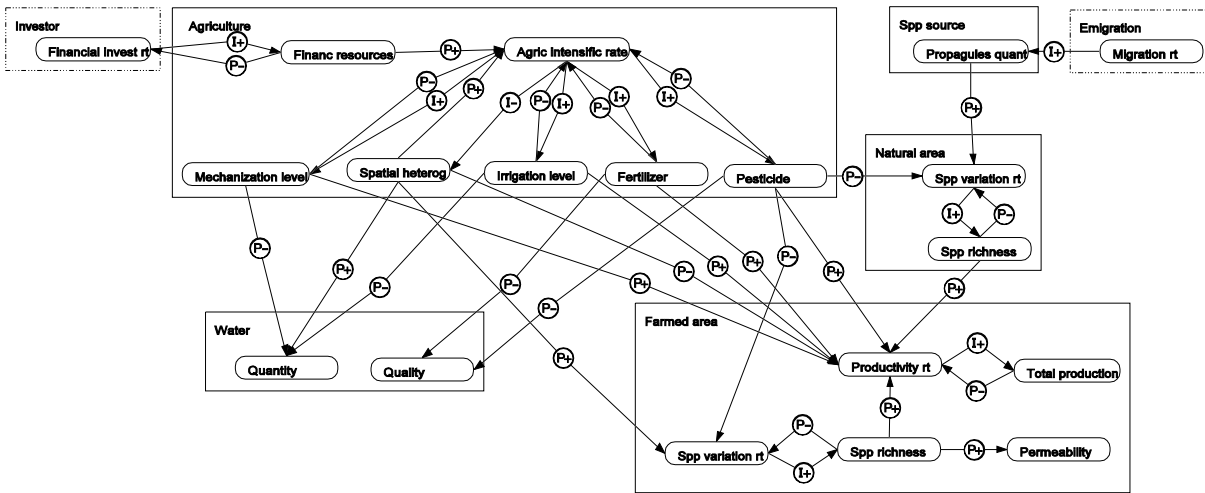 Investor
Agriculture
Spp source
Emigration
Financial invest rt
I+
P-
Financ resources
P+
Agric intensific rate
Propagules quant
I+
Migration rt
P-
I+
P+
I-
P-
I+
P-
I+
P-
I+
P+
Natural area
Mechanization level
Spatial heterog
Irrigation level
Fertilizer
Pesticide
P-
Spp variation rt
I+
P-
Spp richness
P-
P+
P-
P-
P+
P-
P+
P+
P-
P+
P+
P-
Water
Farmed area
Quantity
Quality
P+
Productivity rt
I+
P-
Total production
P+
Spp variation rt
P-
I+
Spp richness
P+
Permeability